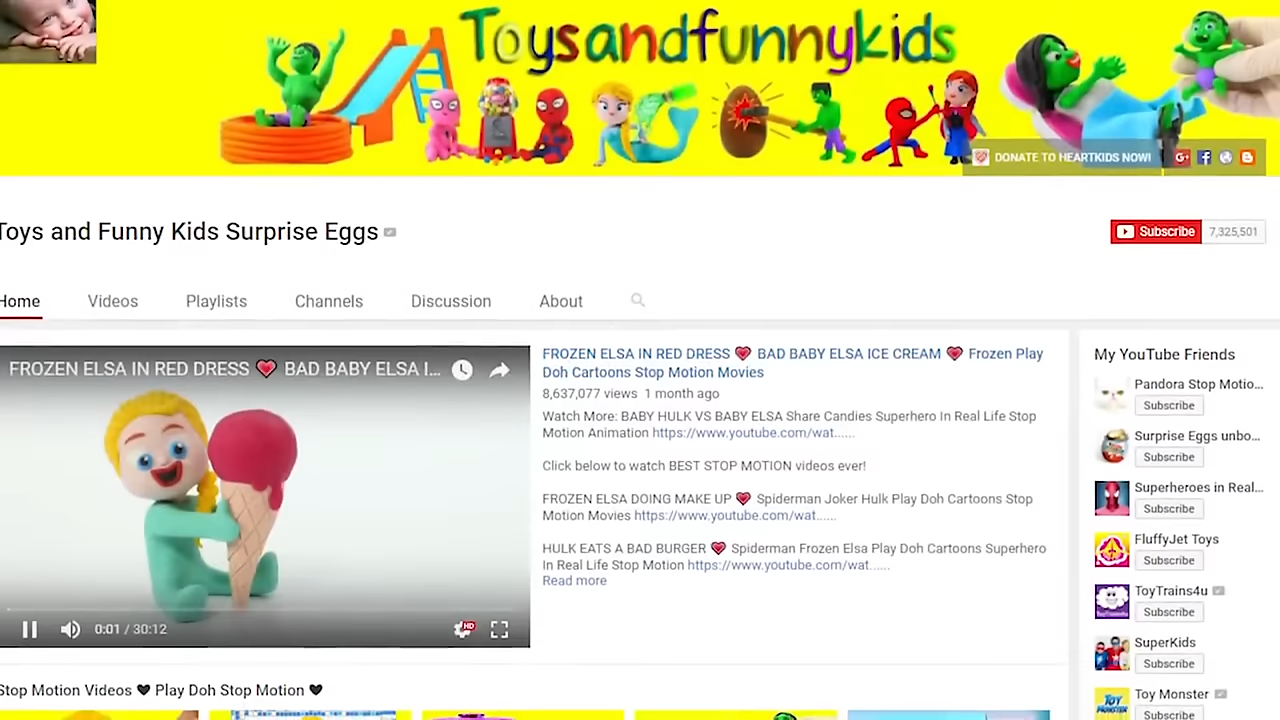 Toysandfunnykids
DONATE TO HEARTKIDS NOW!
Toys and Funny Kids Surprise Eggs
Subscribe 7,325,501
Home Videos Playlists Channels Discussion About
FROZEN ELSA IN RED DRESS 💗 BAD BABY ELSA I...
0:01 / 30:12
HD
FROZEN ELSA IN RED DRESS 💗 BAD BABY ELSA ICE CREAM 💗 Frozen Play
Doh Cartoons Stop Motion Movies
8,637,077 views 1 month ago
Watch More: BABY HULK VS BABY ELSA Share Candies Superhero In Real Life Stop
Motion Animation https://www.youtube.com/wat......
Click below to watch BEST STOP MOTION videos ever!
FROZEN ELSA DOING MAKE UP 💗 Spiderman Joker Hulk Play Doh Cartoons Stop
Motion Movies https://www.youtube.com/wat......
HULK EATS A BAD BURGER 💗 Spiderman Frozen Elsa Play Doh Cartoons Superhero
In Real Life Stop Motion https://www.youtube.com/wat......
Read more
My YouTube Friends
Pandora Stop Motio...
Subscribe
Surprise Eggs unbo...
Subscribe
Superheroes in Real...
Subscribe
FluffyJet Toys
Subscribe
ToyTrains4u
Subscribe
SuperKids
Subscribe
Toy Monster
Subscribe
TOY
MONSTER
Stop Motion Videos ♥ Play Doh Stop Motion ♥